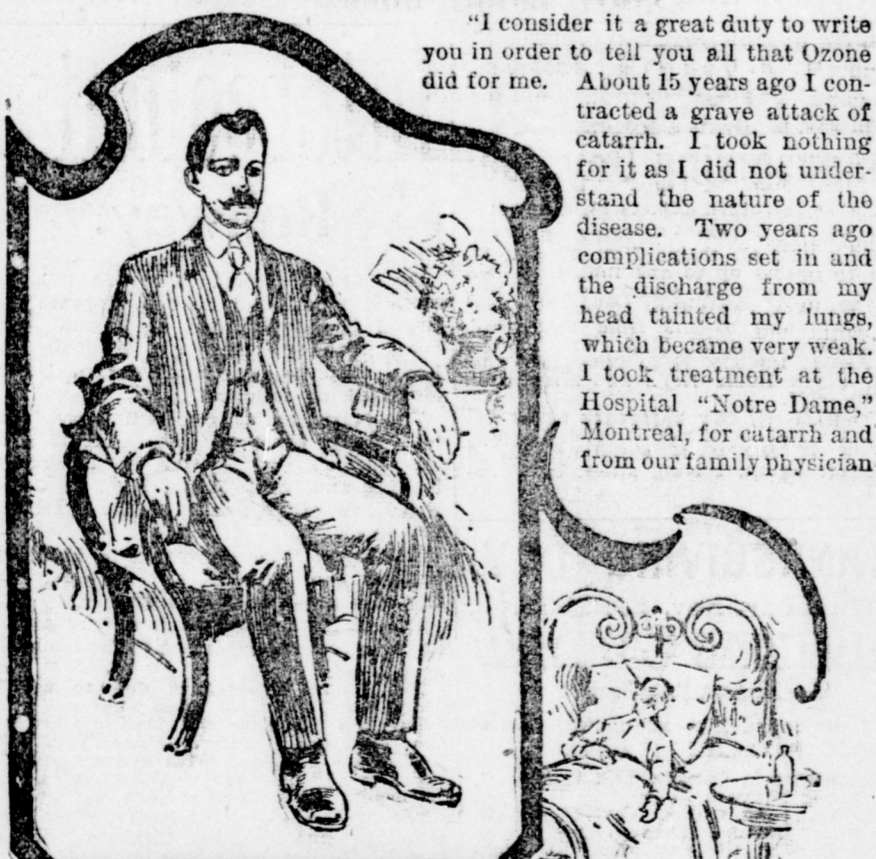 "I consider it a great duty to write
you in order to tell you all that Ozone
did for me. About 15 years ago I con-
tracted a grave attack of
catarrh. I took nothing
for it as I did not under-
stand the nature of the
disease. Two years ago
complications set in and
the discharge from my
head tainted my lungs,
which became very weak.
I took treatment at the
Hospital "Notre Dame,"
Montreal, for catarrh and
from our family physician